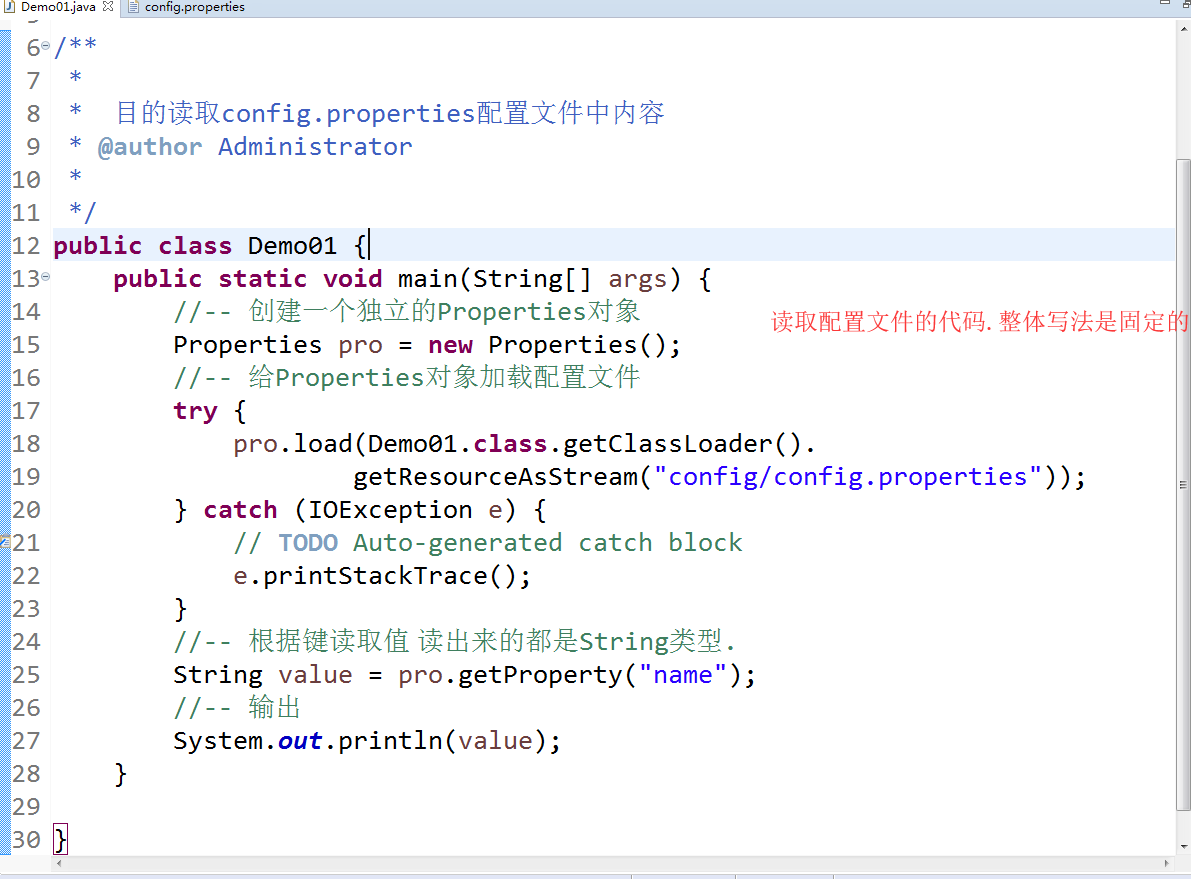 Demo01.java config.properties
6 /**
7 *
8 * 目的读取config.properties配置文件中内容
9 * @author Administrator
10 *
11 */
12 public class Demo01 {
13 public static void main(String[] args) {
14 //-- 创建一个独立的Properties对象
读取配置文件的代码.整体写法是固定的
15 Properties pro = new Properties();
16 //-- 给Properties对象加载配置文件
17 try {
18 pro.load(Demo01.class.getClassLoader().
19 getResourceAsStream("config/config.properties"));
20 } catch (IOException e) {
21 // TODO Auto-generated catch block
22 e.printStackTrace();
23 }
24 //-- 根据键读取值 读出来的都是String类型.
25 String value = pro.getProperty("name");
26 //-- 输出
27 System.out.println(value);
28 }
29
30 }